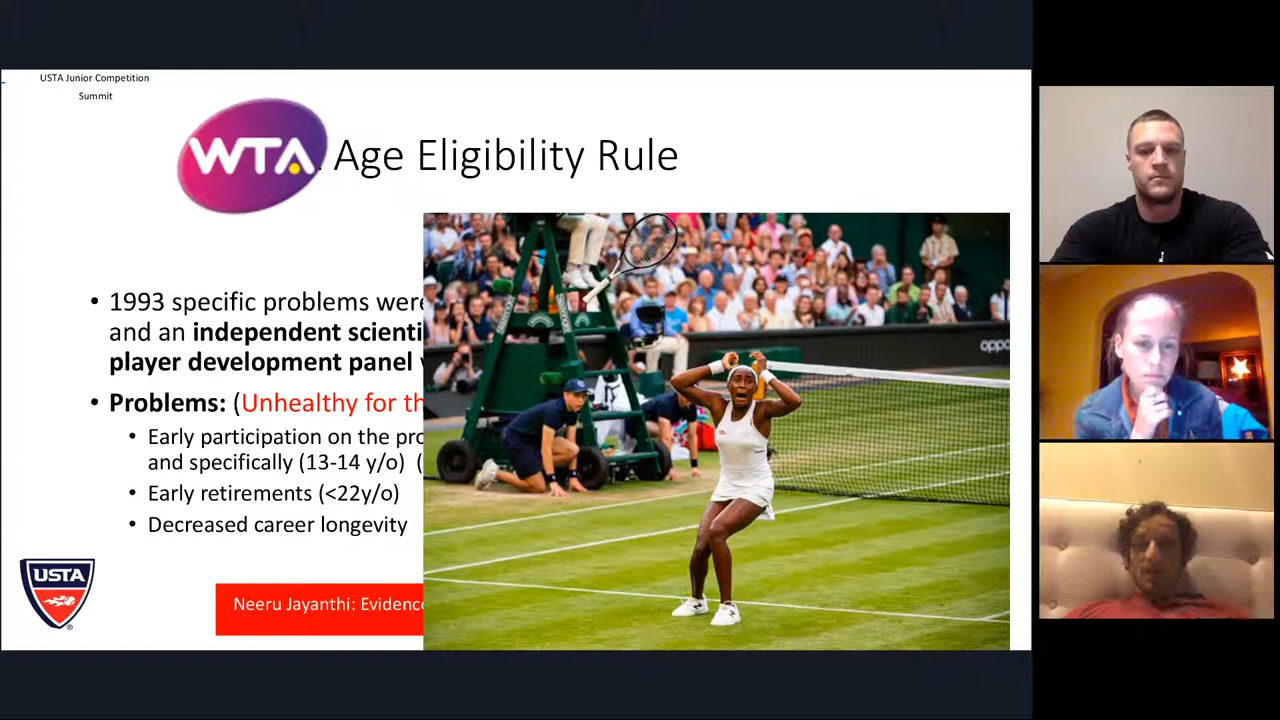 USTA Junior Competition
Summit
WTA Age Eligibility Rule
• 1993 specific problems were
and an independent scienti
player development panel
• Problems: (Unhealthy for th
• Early participation on the pro
and specifically (13-14 y/o) (
• Early retirements (<22y/o)
• Decreased career longevity
USTA
®
Neeru Jayanthi: Evidence
oppo